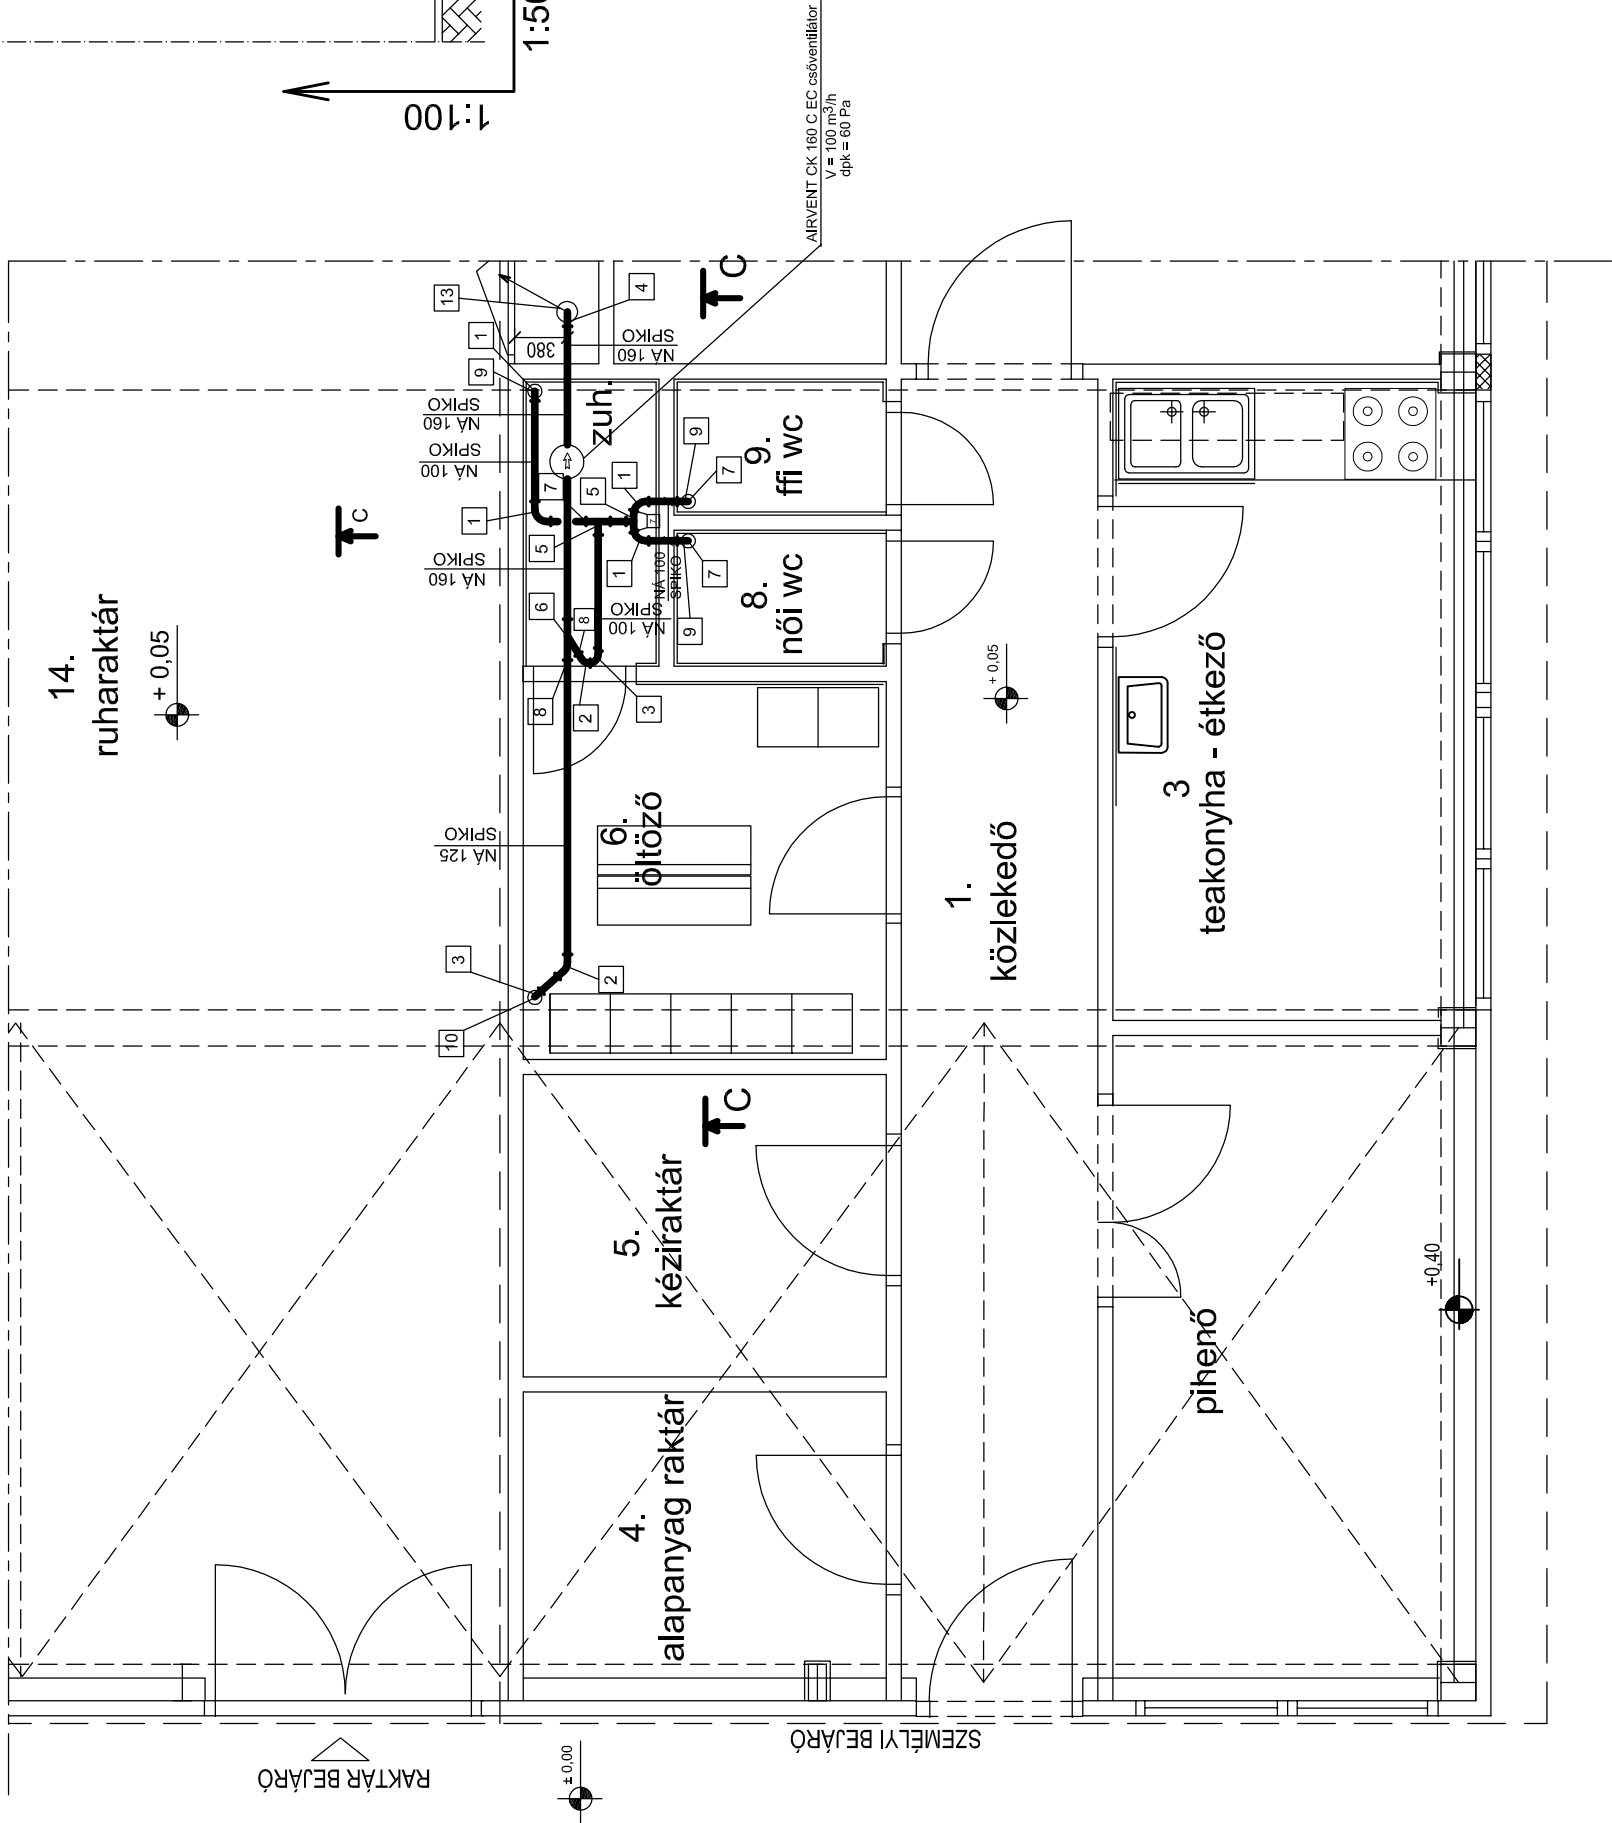 1:50
1:100
AIRVENT CK 160 C EC csőventilátor
V = 100 m³/h
dpk = 60 Pa
14.
ruharaktár
+ 0,05
13
4
1
9
380
SPIKO
NÁ 160
C
SPIKO
NÁ 160
SPIKO
NÁ 100
zuh.
7
1
5
1
9
7
9.
ffi wc
C
5
7
SPIKO
NÁ 160
1
NÁ 100
SPIKO
7
8.
női wc
6
8
SPIKO
NÁ 100
9
8
2
3
+ 0,05
SPIKO
NÁ 125
6.
öltöző
3
2
10
1.
közlekedő
3
teakonyha - étkező
C
5.
kéziraktár
4.
alapanyag raktár
pihenő
+0,40
RAKTÁR BEJÁRÓ
± 0,00
SZEMÉLYI BEJÁRÓ